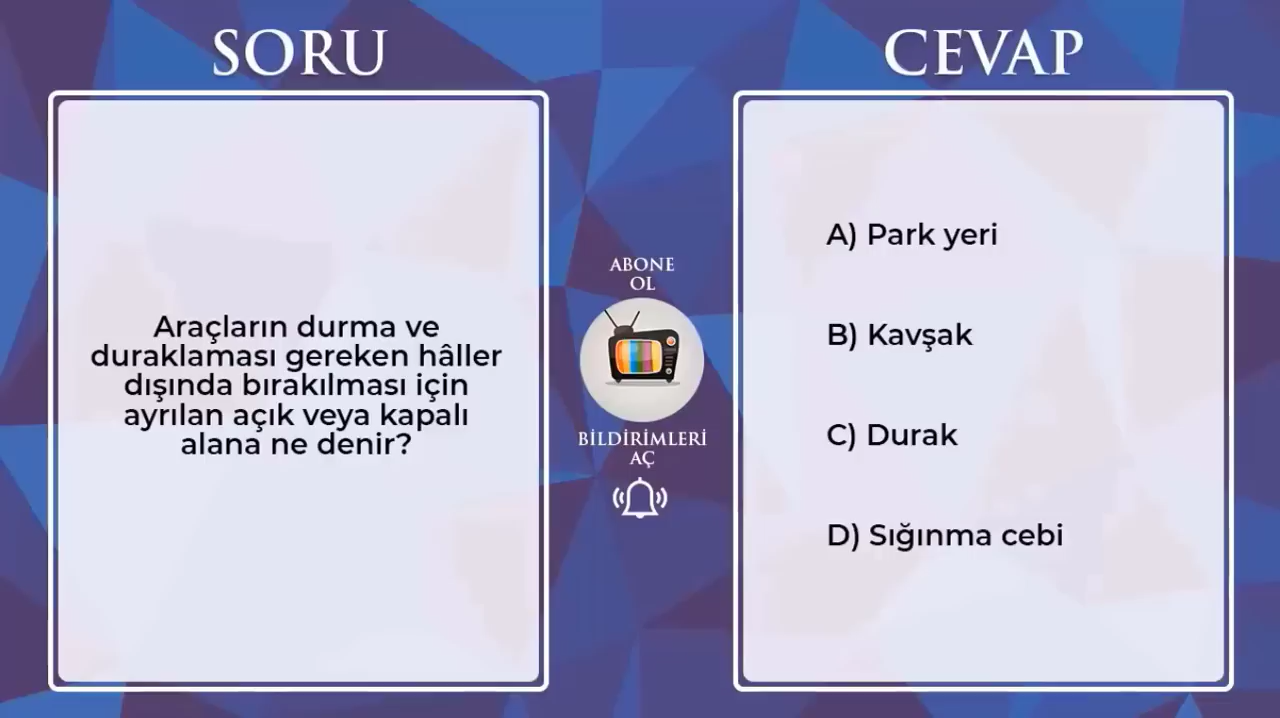 SORU
Araçların durma ve
duraklaması gereken hâller
dışında bırakılması için
ayrılan açık veya kapalı
alana ne denir?
ABONE
OL
BİLDİRİMLERİ
AÇ
CEVAP
A) Park yeri
B) Kavşak
C) Durak
D) Sığınma cebi